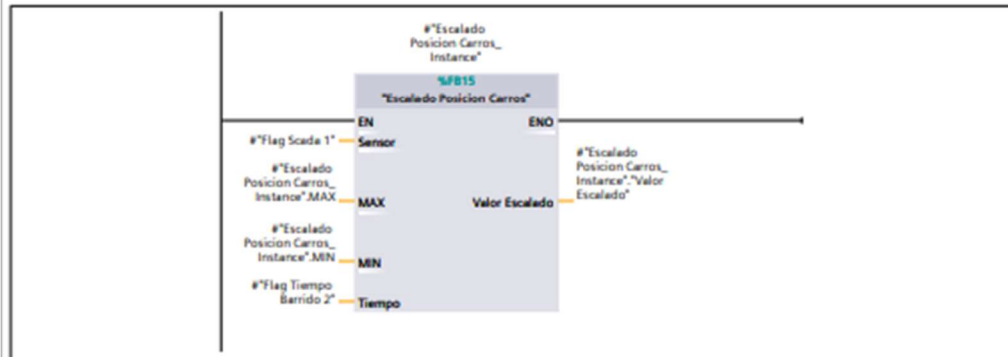 #"Escalado
Posicion Carros_
Instance"
%FB15
"Escalado Posicion Carros"
EN
ENO
#"Flag Scada 1"
Sensor
#"Escalado
Posicion Carros_
Instance".MAX
MAX
#"Escalado
Posicion Carros_
Instance"."Valor
Escalado"
Valor Escalado
#"Escalado
Posicion Carros_
Instance".MIN
MIN
#"Flag Tiempo
Barrido 2"
Tiempo